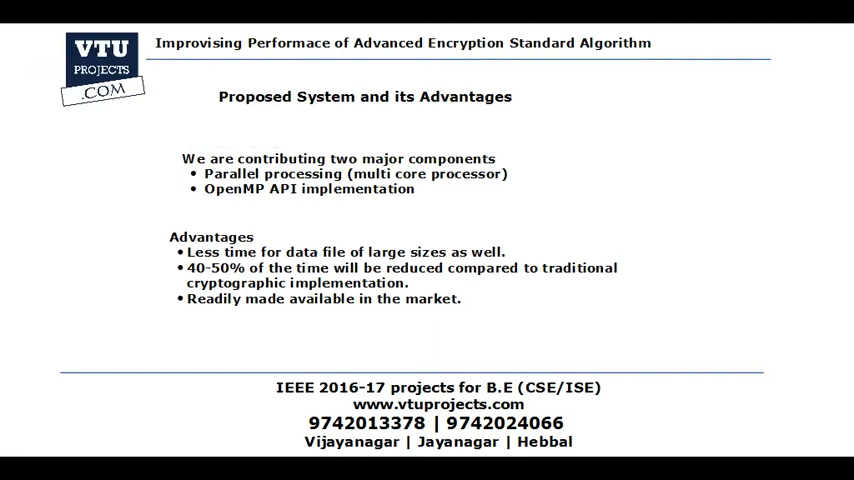 VTU
PROJECTS
.COM
Improvising Performace of Advanced Encryption Standard Algorithm
Proposed System and its Advantages
We are contributing two major components
• Parallel processing (multi core processor)
• OpenMP API implementation
Advantages
• Less time for data file of large sizes as well.
• 40-50% of the time will be reduced compared to traditional
cryptographic implementation.
• Readily made available in the market.
IEEE 2016-17 projects for B.E (CSE/ISE)
www.vtuprojects.com
9742013378 | 9742024066
Vijayanagar | Jayanagar | Hebbal